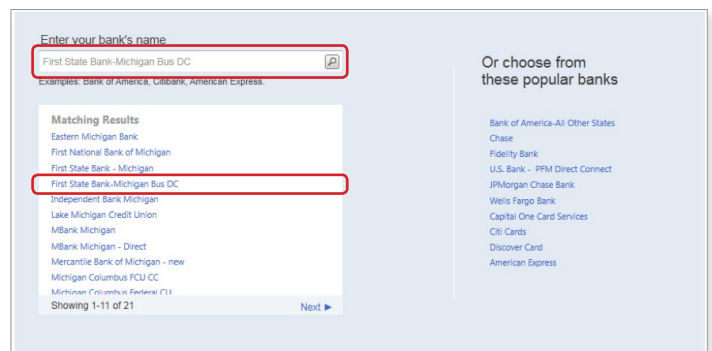 Enter your bank's name
First State Bank-Michigan Bus DC
Examples: Bank of America, Citibank, American Express.
Matching Results
Eastern Michigan Bank
First National Bank of Michigan
First State Bank - Michigan
First State Bank-Michigan Bus DC
Independent Bank Michigan
Lake Michigan Credit Union
MBank Michigan
MBank Michigan - Direct
Mercantile Bank of Michigan - new
Michigan Columbus FCU CC
Michigan Columbus Federal CU
Showing 1-11 of 21
Next ►
Or choose from
these popular banks
Bank of America-All Other States
Chase
Fidelity Bank
U.S. Bank - PFM Direct Connect
JPMorgan Chase Bank
Wells Fargo Bank
Capital One Card Services
Citi Cards
Discover Card
American Express